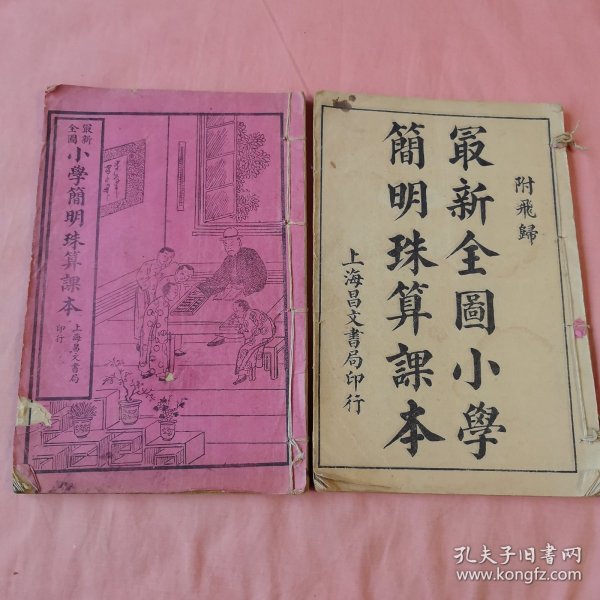 最新
全圖
小學簡明珠算課本
上海昌文書局
印行
附飛歸
最新全圖小學
簡明珠算課本
上海昌文書局印行
孔夫子旧书网
www.kongfz.com